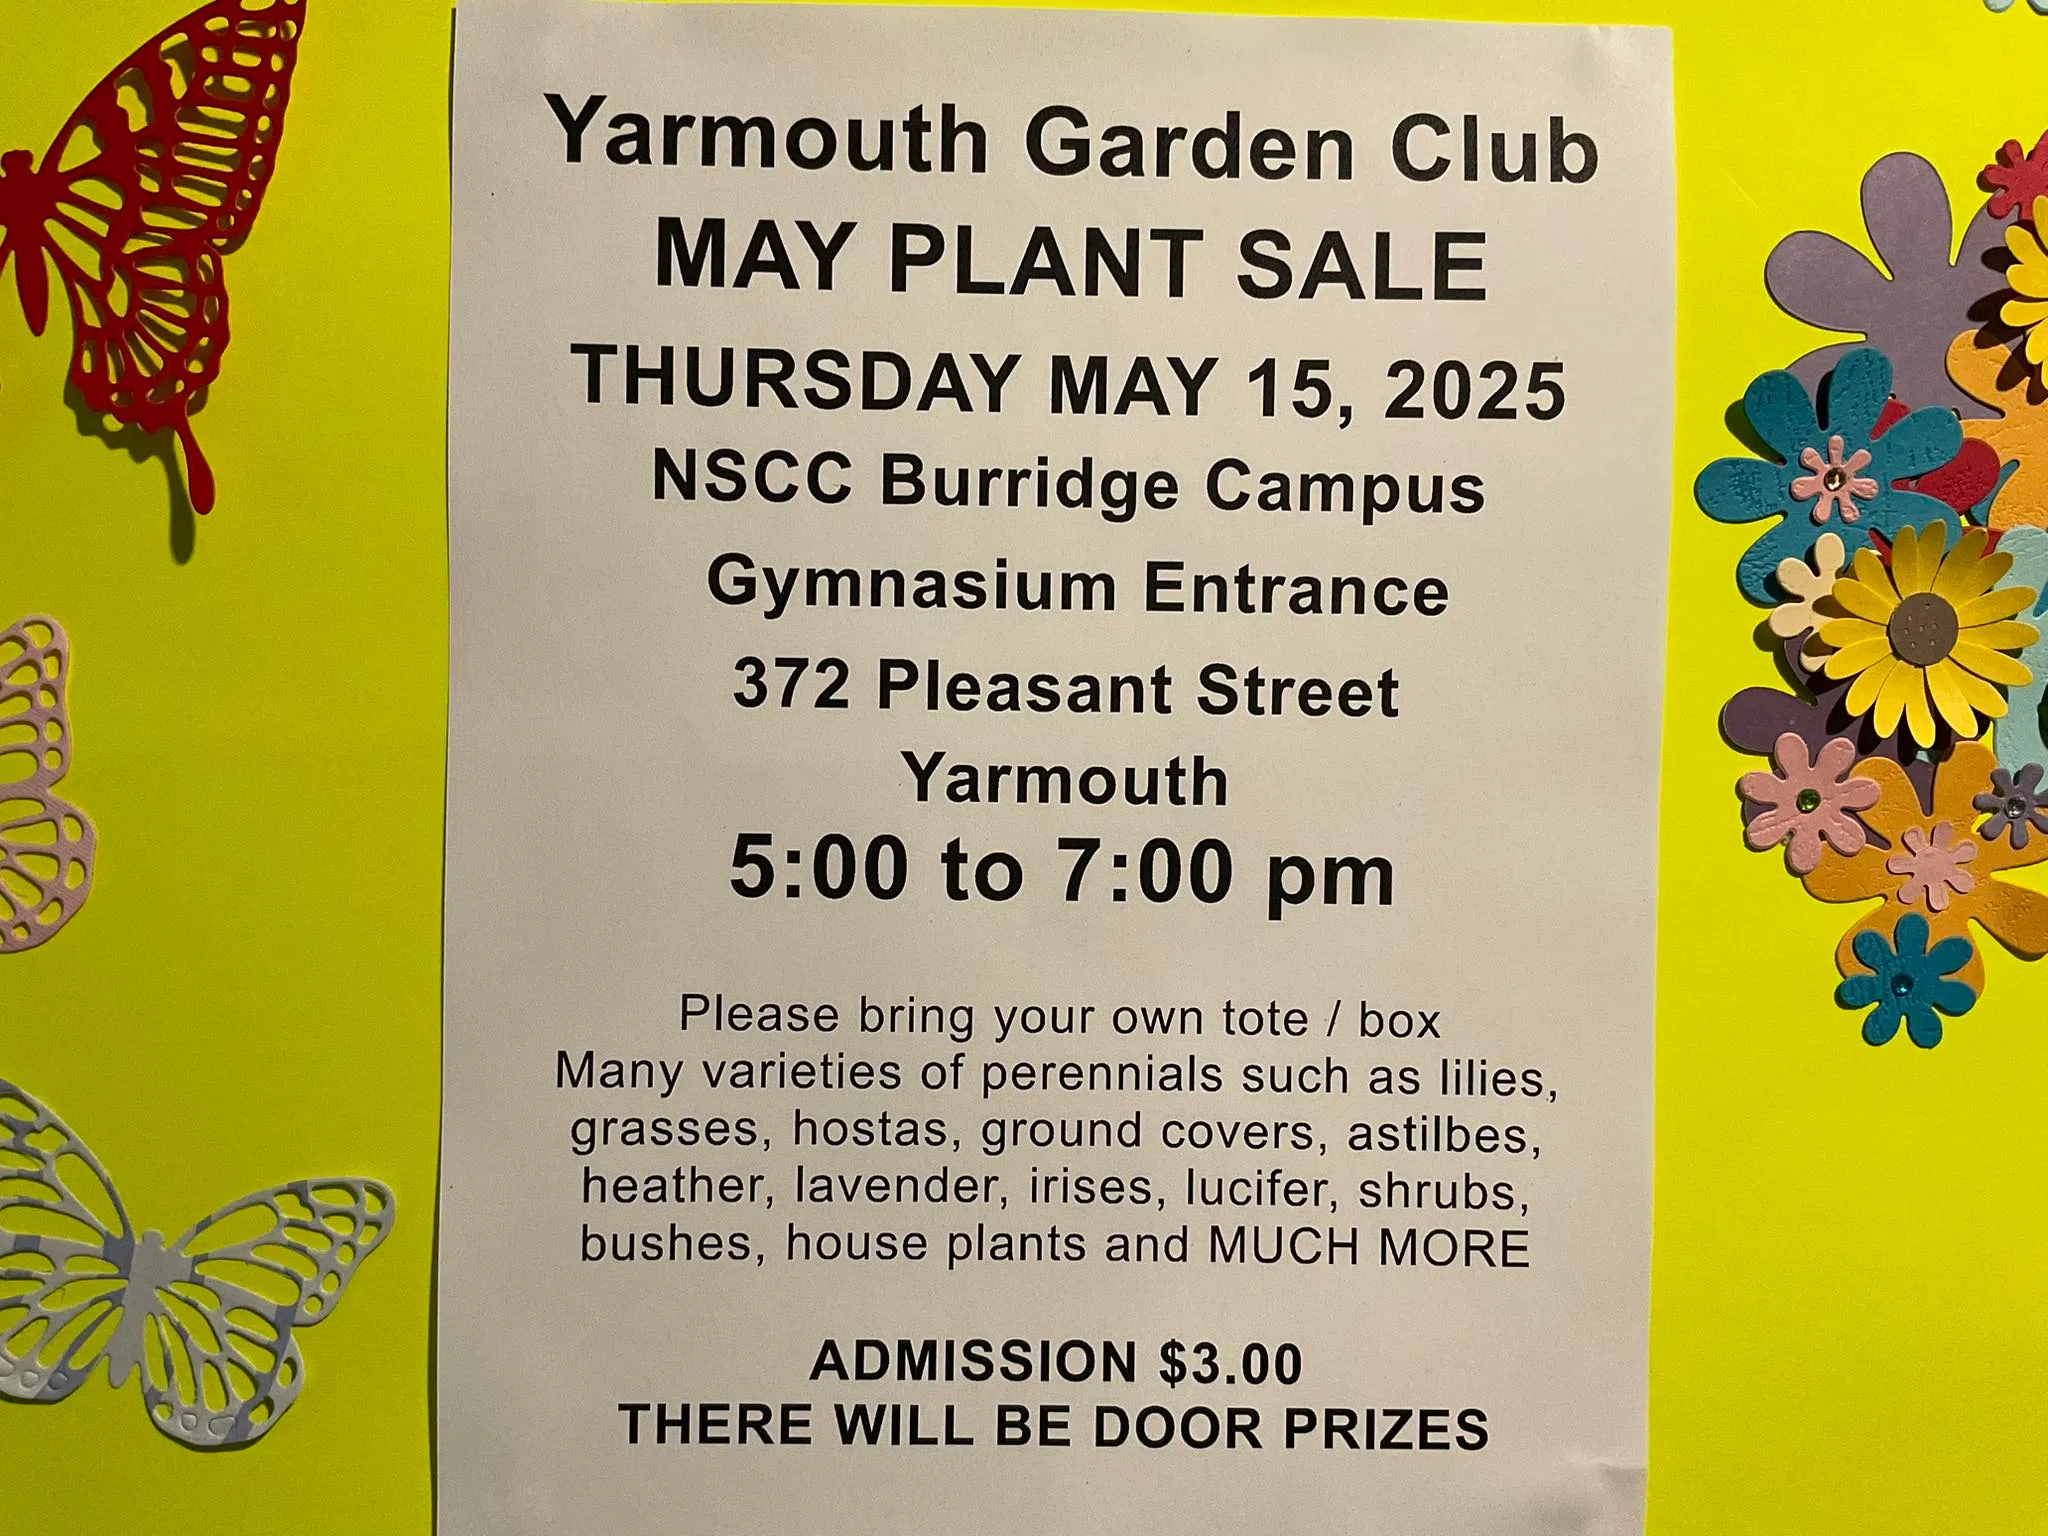 Yarmouth Garden Club
MAY PLANT SALE
THURSDAY MAY 15, 2025
NSCC Burridge Campus
Gymnasium Entrance
372 Pleasant Street
Yarmouth
5:00 to 7:00 pm
Please bring your own tote / box
Many varieties of perennials such as lilies,
grasses, hostas, ground covers, astilbes,
heather, lavender, irises, lucifer, shrubs,
bushes, house plants and MUCH MORE
ADMISSION $3.00
THERE WILL BE DOOR PRIZES